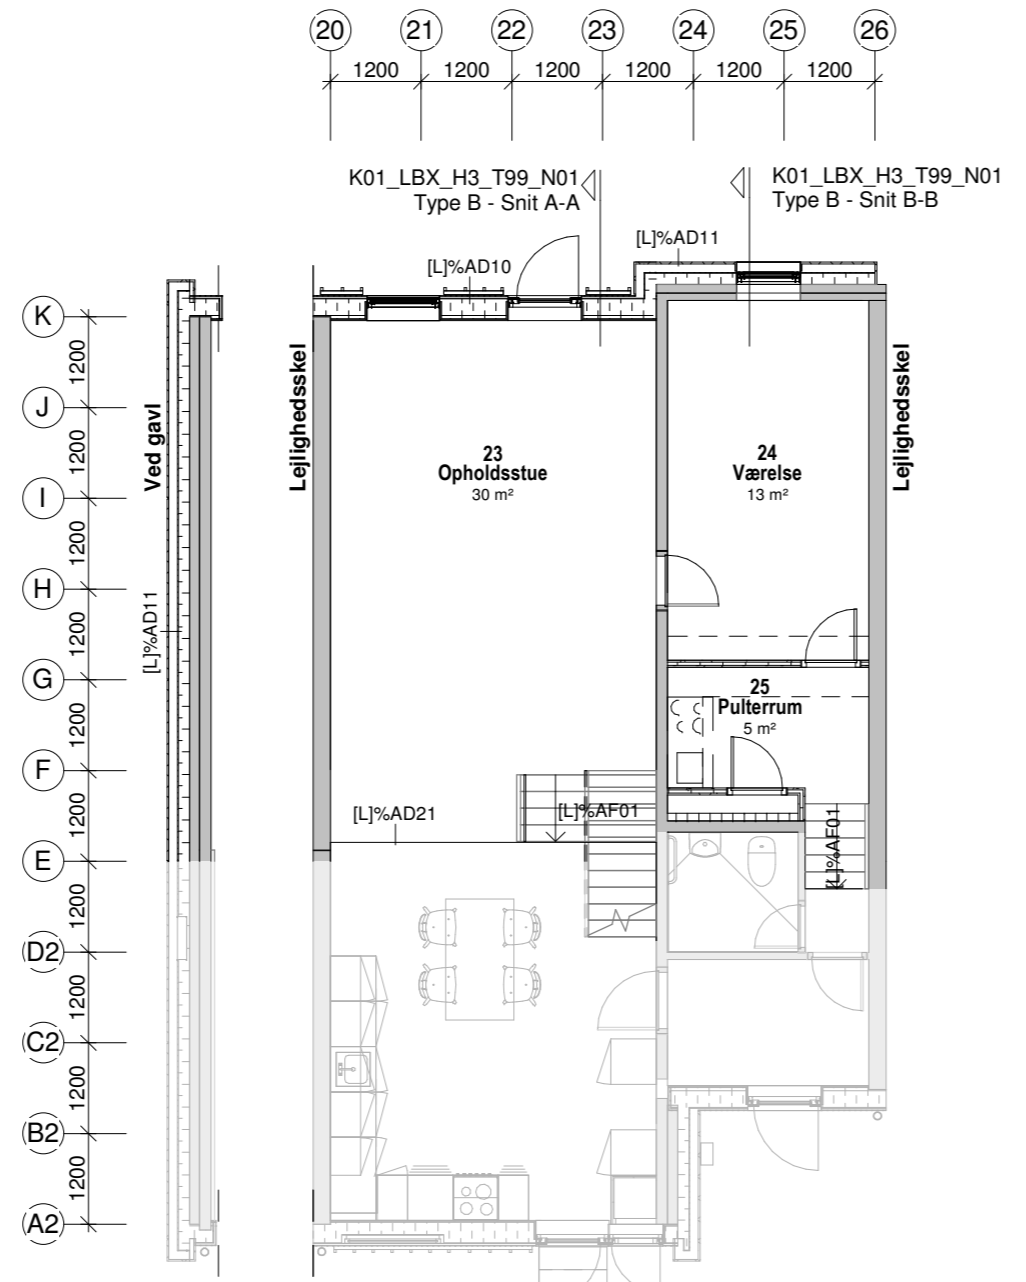 20 21 22 23 24 25 26
1200 1200 1200 1200 1200 1200
K01_LBX_H3_T99_N01
Type B - Snit A-A
K01_LBX_H3_T99_N01
Type B - Snit B-B
[L]%AD10
[L]%AD11
K
1200
J
1200
I
1200
H
1200
G
1200
F
1200
E
1200
D2
1200
C2
1200
B2
1200
A2
Ved gavl
[L]%AD11
Lejlighedsskel
Lejlighedsskel
23
Opholdsstue
30 m²
24
Værelse
13 m²
25
Pulterrum
5 m²
[L]%AD21
[L]%AF01
[L]%AF01